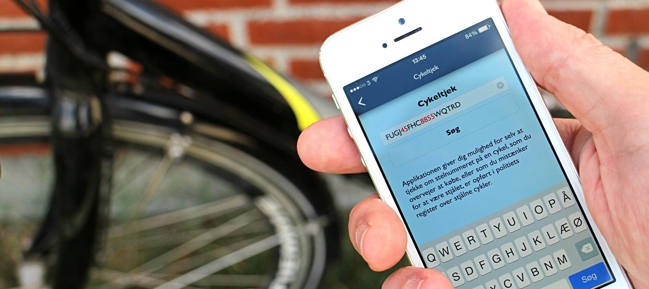 3
13:45
84%
Cykeltjek
Cykeltjek
FUGJ45FHC8855WQTRD
Søg
Applikationen giver dig mulighed for selv at
tjekke om stelnummeret på en cykel, som du
overvejer at købe, eller som du mistænker
for at være stjålet, er opført i politiets
register over stjålne cykler.
Q W E R T Y U I O P Å
S D F G H J K L Æ Ø
X C V B N M
Søg